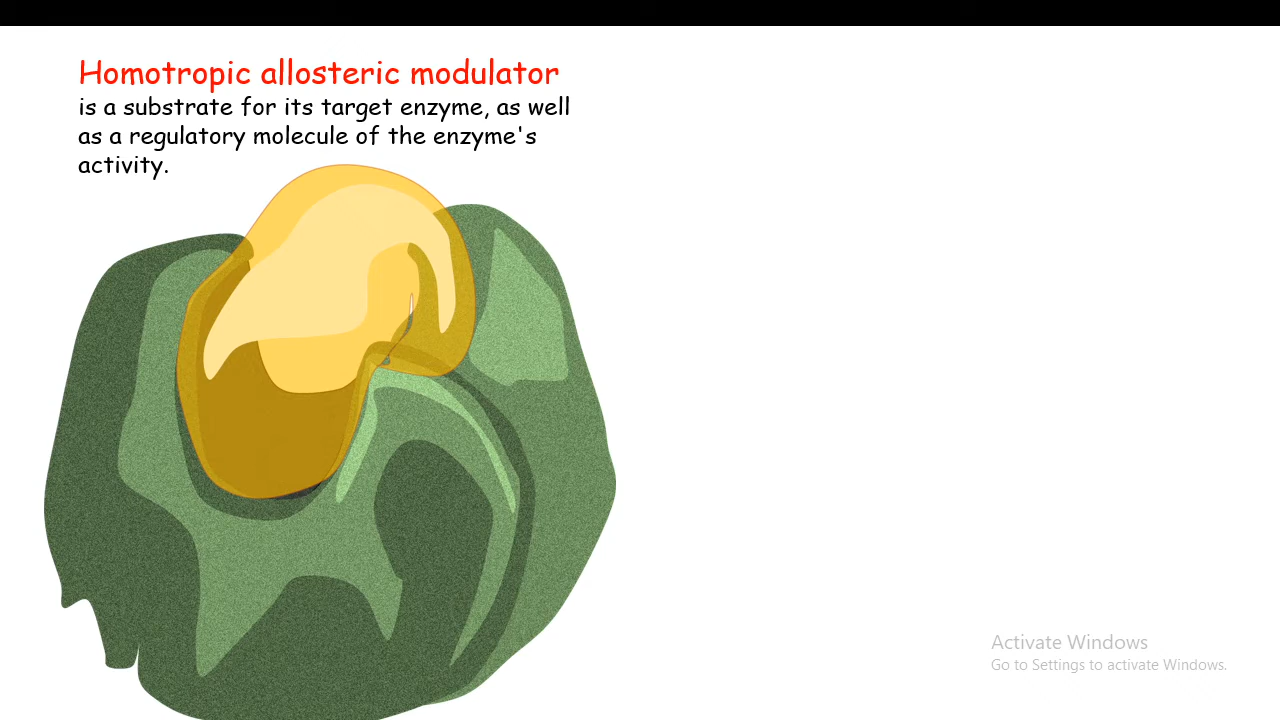 Homotropic allosteric modulator
is a substrate for its target enzyme, as well
as a regulatory molecule of the enzyme's
activity.
Activate Windows
Go to Settings to activate Windows.